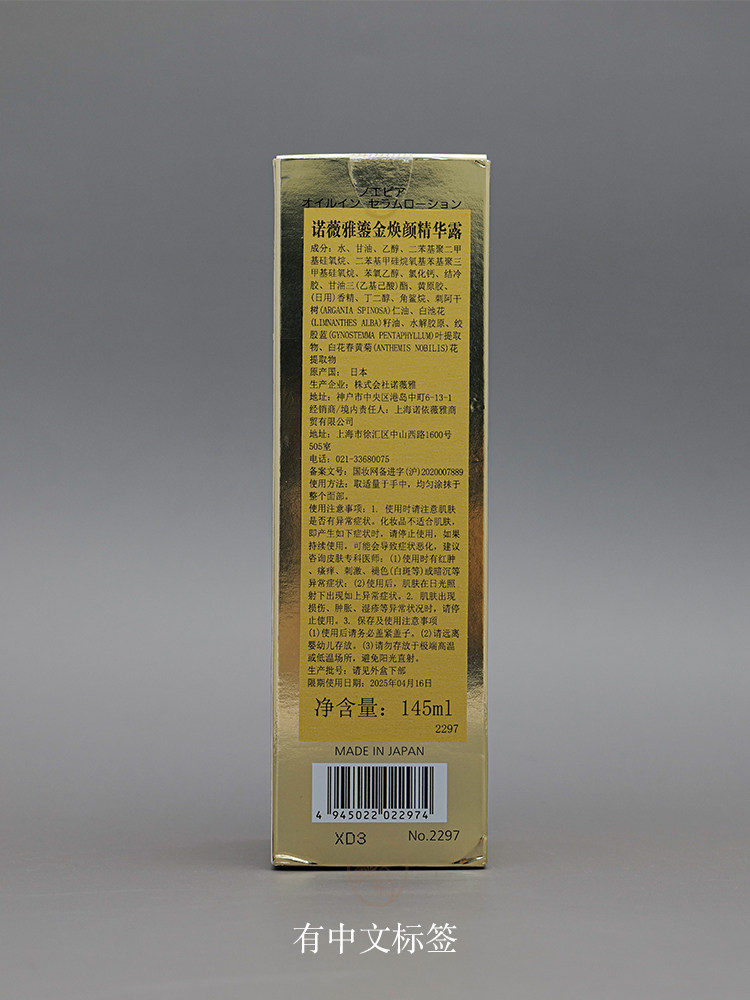 ノエビア
オイルイン セラムローション
诺薇雅鎏金焕颜精华露
成分：水、甘油、乙醇、二苯基聚二甲
基硅氧烷、二苯基甲硅烷氧基苯基聚三
甲基硅氧烷、苯氧乙醇、氯化钙、结冷
胶、甘油三(乙基己酸)酯、黄原胶、
(日用)香精、丁二醇、角鲨烷、刺阿干
树(ARGANIA SPINOSA)仁油、白池花
(LIMNANTHES ALBA)籽油、水解胶原、绞
股蓝(GYNOSTEMMA PENTAPHYLLUM)叶提取
物、白花春黄菊(ANTHEMIS NOBILIS)花
提取物
原产国： 日本
生产企业：株式会社诺薇雅
地址：神户市中央区港岛中町6-13-1
经销商/境内责任人：上海诺依薇雅商
贸有限公司
地址：上海市徐汇区中山西路1600号
505室
电话：021-33680075
备案文号：国妆网备进字(沪)2020007889
使用方法：取适量于手中，均匀涂抹于
整个面部。
使用注意事项：1. 使用时请注意肌肤
是否有异常症状。化妆品不适合肌肤，
即产生如下症状时，请停止使用，如果
持续使用，可能会导致症状恶化，建议
咨询皮肤专科医师：(1)使用时有红肿
、瘙痒、刺激、褪色(白斑等)或暗沉等
异常症状；(2)使用后，肌肤在日光照
射下出现如上异常症状。2. 肌肤出现
损伤、肿胀、湿疹等异常状况时，请停
止使用。3. 保存及使用注意事项
(1)使用后请务必盖紧盖子。(2)请远离
婴幼儿存放。(3)请勿存放于极端高温
或低温场所，避免阳光直射。
生产批号：请见外盒下部
限期使用日期：2025年04月16日
净含量：145ml
2297
MADE IN JAPAN
4 945022 022974
XD3 No.2297
有中文标签